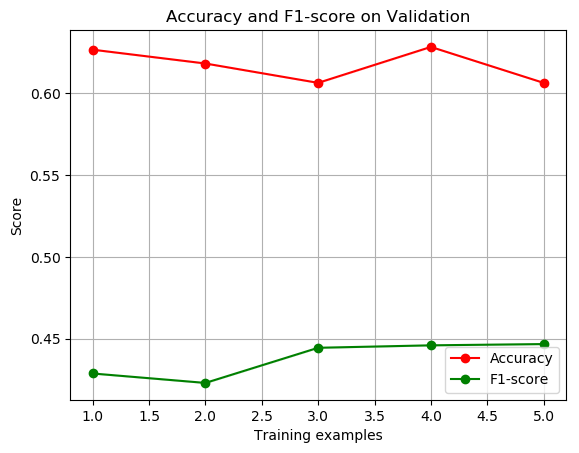 Accuracy and F1-score on Validation
Score
0.60
0.55
0.50
0.45
Accuracy
F1-score
1.0 1.5 2.0 2.5 3.0 3.5 4.0 4.5 5.0
Training examples